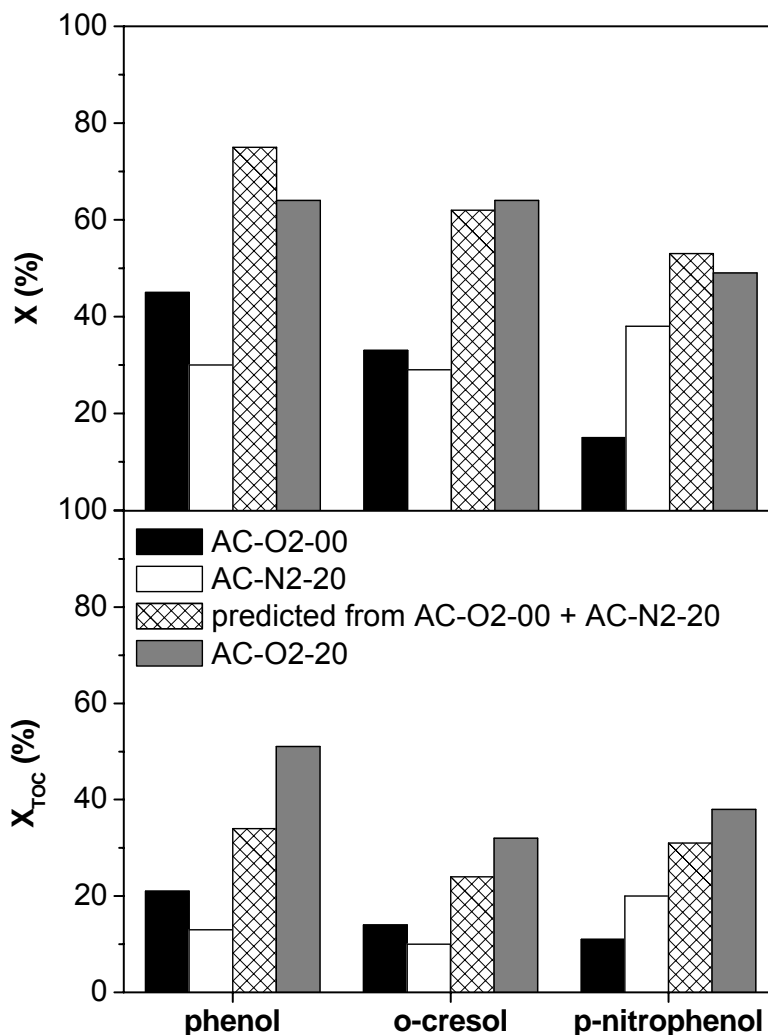 100
80
60
40
20
X (%)
100
AC-O2-00
AC-N2-20
predicted from AC-O2-00 + AC-N2-20
AC-O2-20
80
60
40
20
0
X_TOC (%)
phenol o-cresol p-nitrophenol